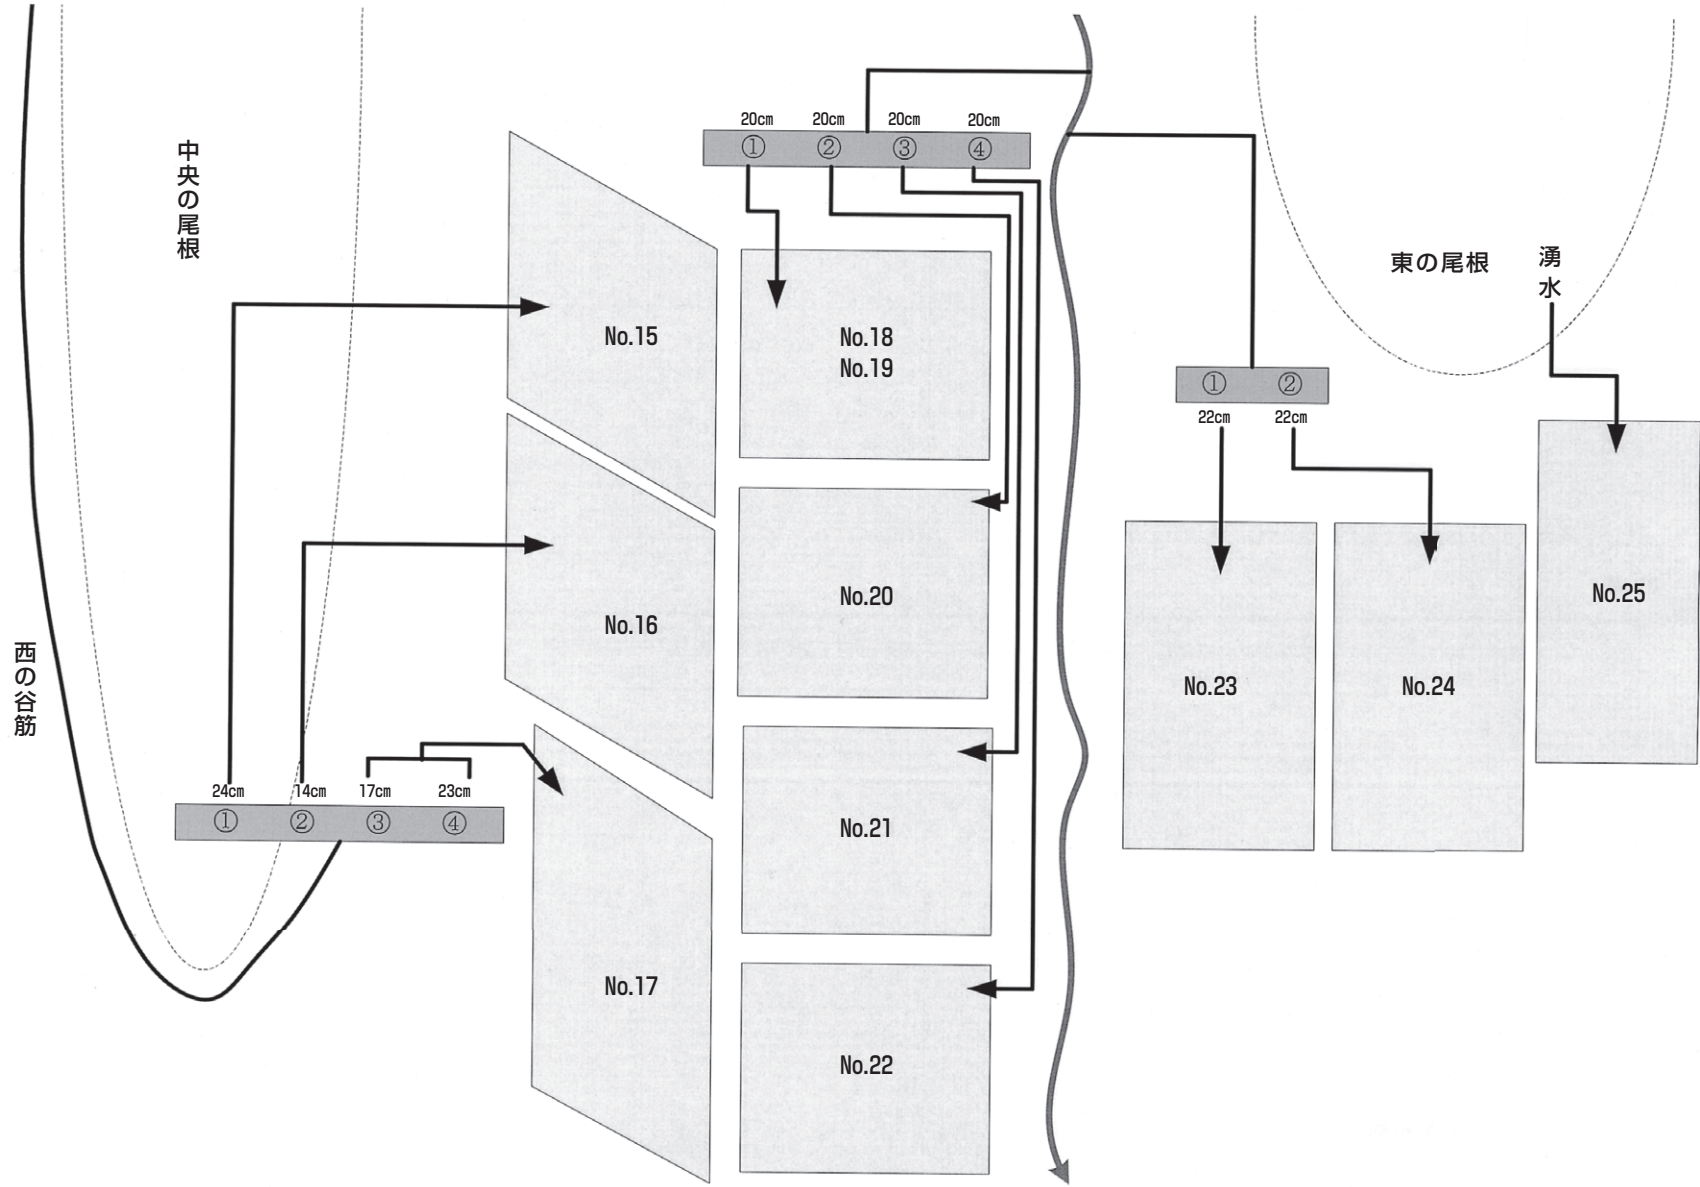 20cm 20cm 20cm 20cm
① ② ③ ④
中央の尾根
東の尾根
湧水
No.15
No.18
No.19
① ②
22cm 22cm
No.20
No.25
No.16
西の谷筋
No.23
No.24
24cm 14cm 17cm 23cm
① ② ③ ④
No.21
No.17
No.22